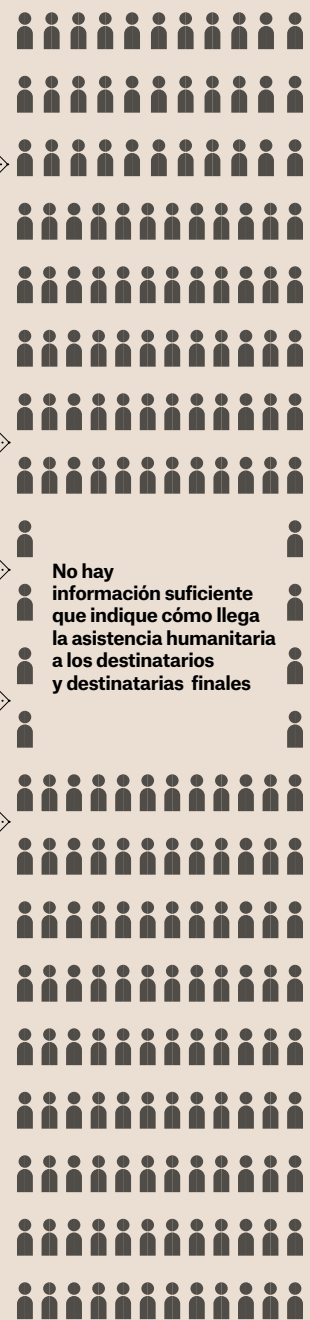 No hay
información suficiente
que indique cómo llega
la asistencia humanitaria
a los destinatarios
y destinatarias finales